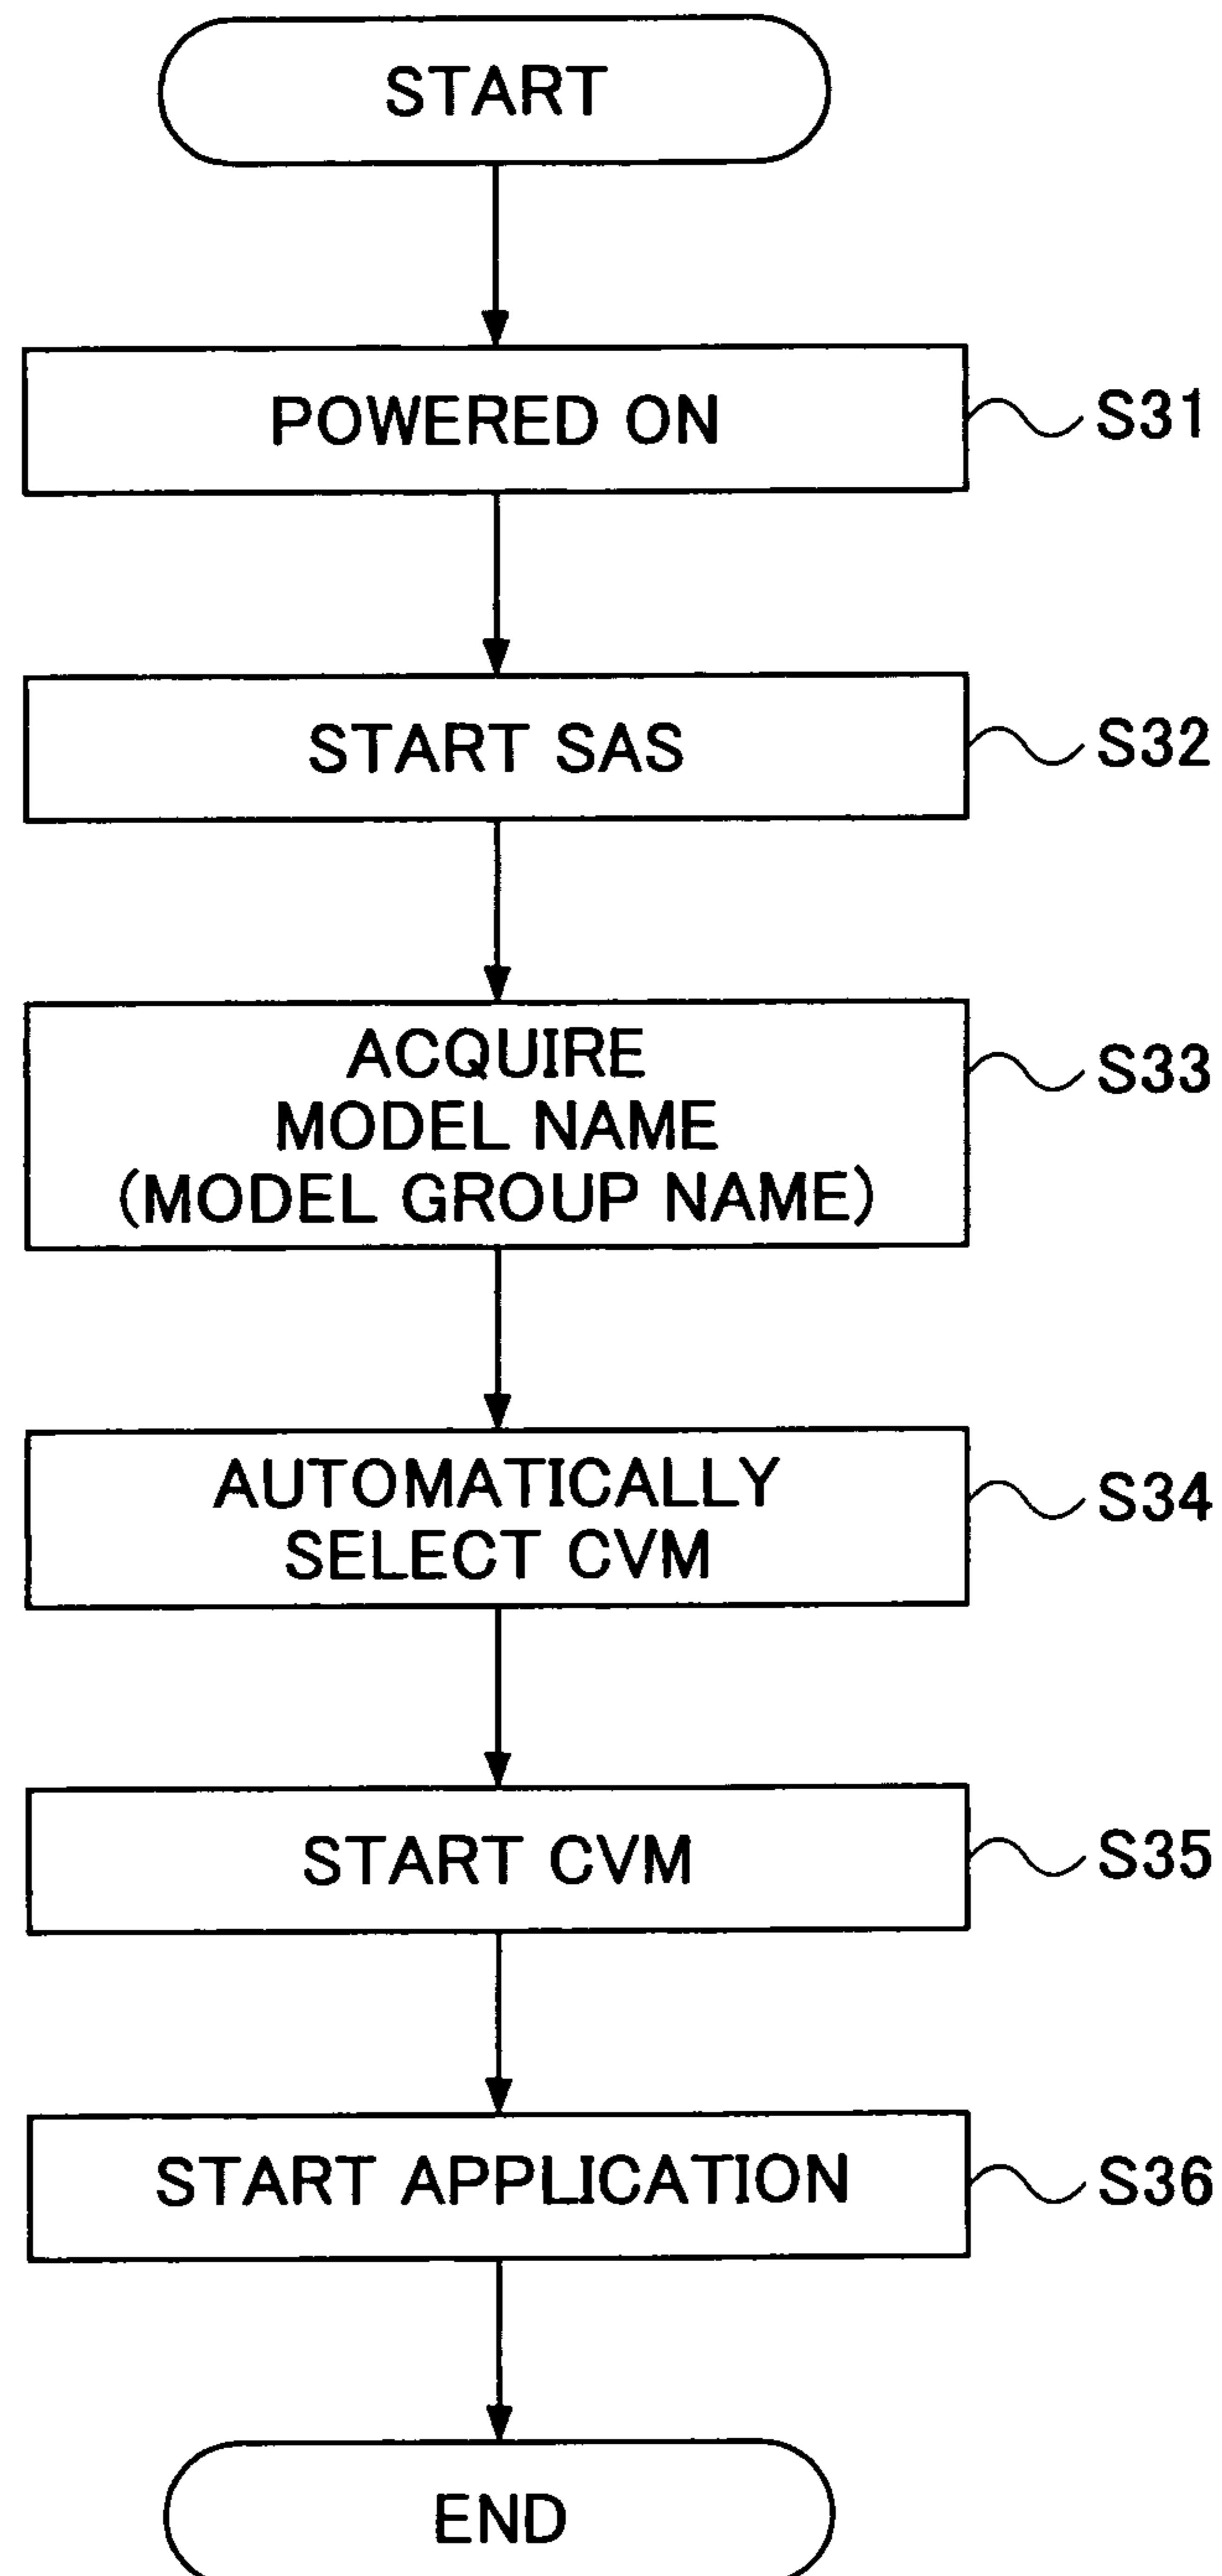 START
POWERED ON
S31
START SAS
S32
ACQUIRE
MODEL NAME
(MODEL GROUP NAME)
S33
AUTOMATICALLY
SELECT CVM
S34
START CVM
S35
START APPLICATION
S36
END